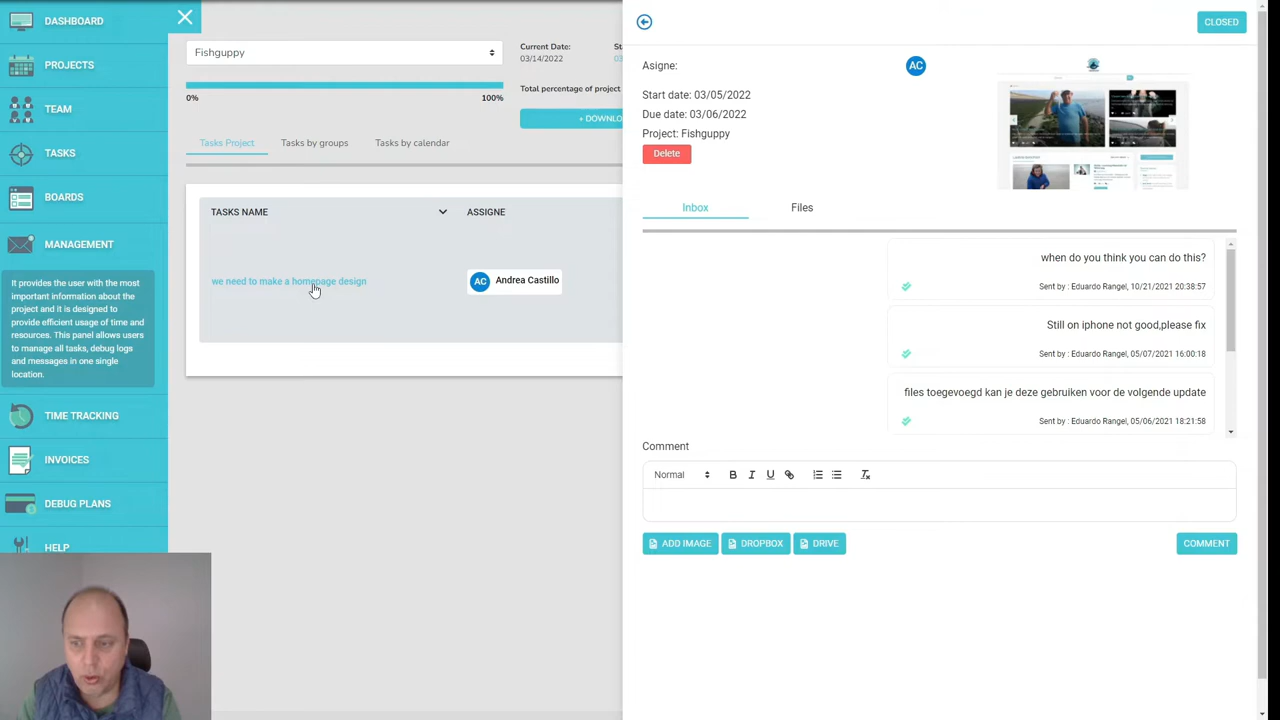 DASHBOARD
PROJECTS
TEAM
TASKS
BOARDS
MANAGEMENT
It provides the user with the most
important information about the
project and it is designed to
provide efficient usage of time and
resources. This panel allows users
to manage all tasks, debug logs
and messages in one single
location.
TIME TRACKING
INVOICES
DEBUG PLANS
HELP
Fishguppy
0% 100%
Current Date:
03/14/2022
Total percentage of project
+ DOWNLO
Tasks Project Tasks by groups Tasks by calendar
TASKS NAME ASSIGNE
we need to make a homepage design AC Andrea Castillo
CLOSED
Asigne: AC
Start date: 03/05/2022
Due date: 03/06/2022
Project: Fishguppy
Delete
Inbox Files
when do you think you can do this?
Sent by : Eduardo Rangel, 10/21/2021 20:38:57
Still on iphone not good,please fix
Sent by : Eduardo Rangel, 05/07/2021 16:00:18
files toegevoegd kan je deze gebruiken voor de volgende update
Sent by : Eduardo Rangel, 05/06/2021 18:21:58
Comment
Normal B I U
ADD IMAGE DROPBOX DRIVE COMMENT